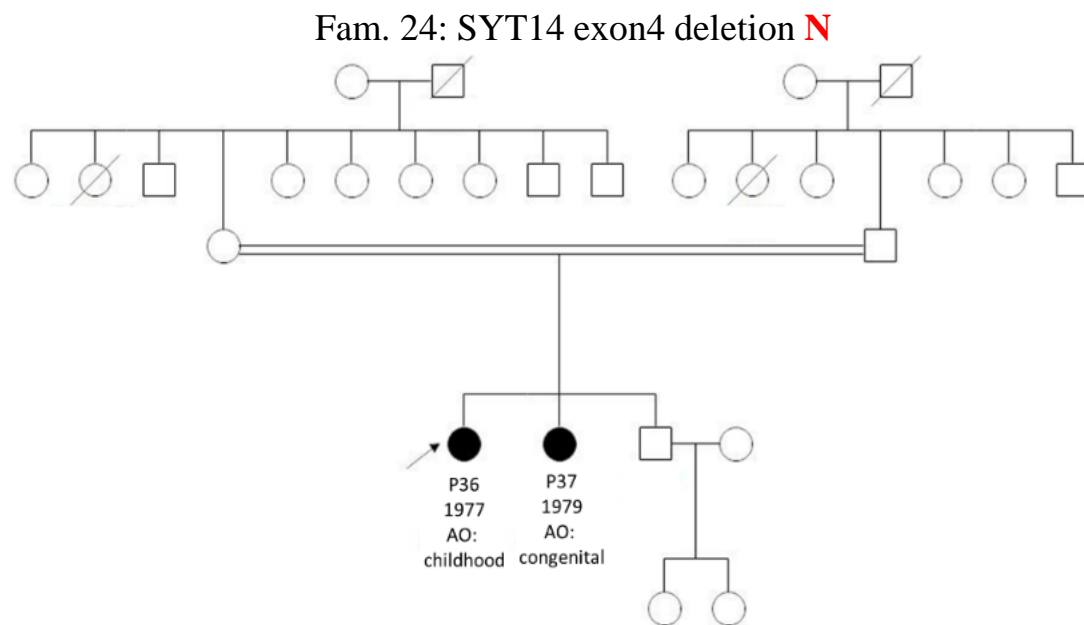 Fam. 24: SYT14 exon4 deletion N
P36
1977
AO:
childhood
P37
1979
AO:
congenital